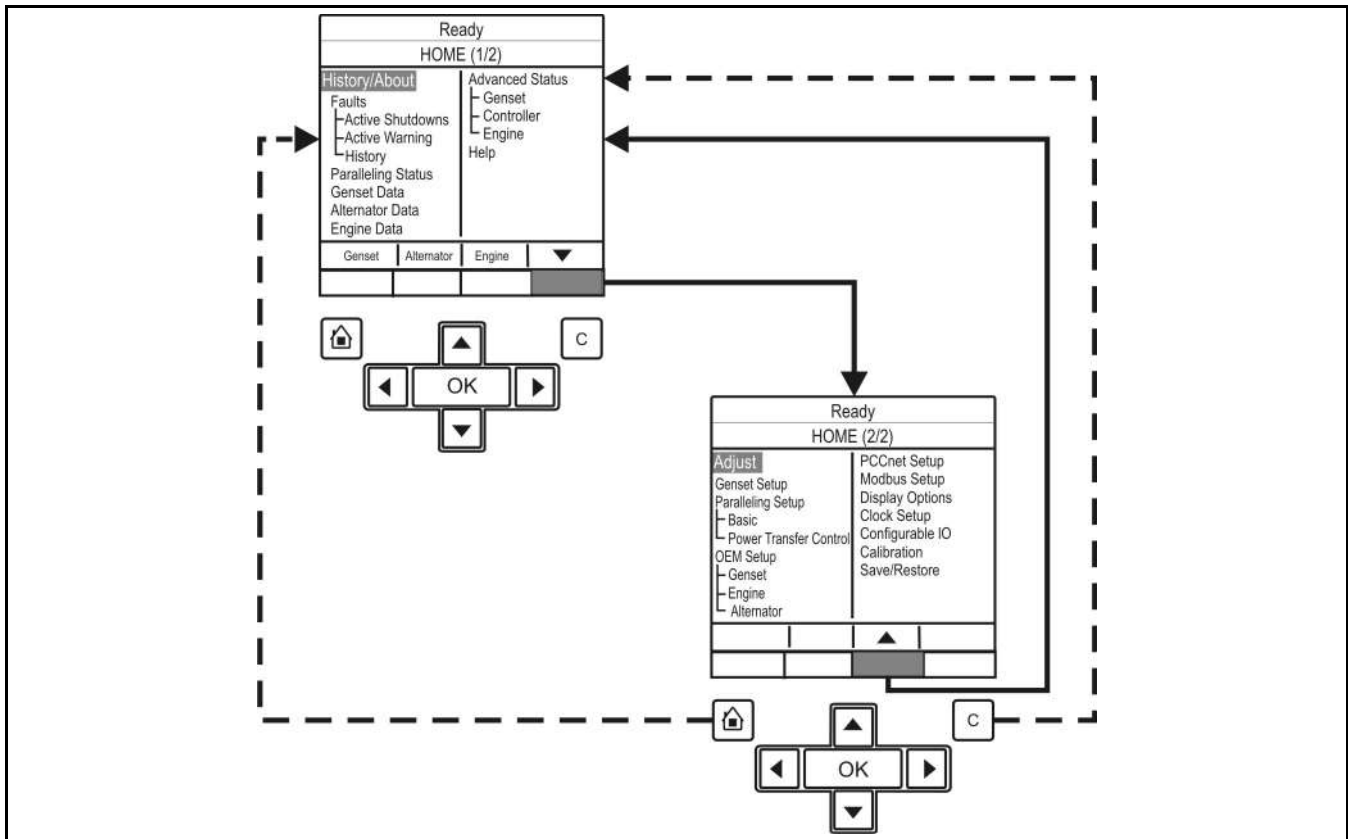 Ready
HOME (1/2)
History/About
Faults
Active Shutdowns
Active Warning
History
Paralleling Status
Genset Data
Alternator Data
Engine Data
Advanced Status
Genset
Controller
Engine
Help
Genset Alternator Engine
C
OK
Ready
HOME (2/2)
Adjust
Genset Setup
Paralleling Setup
Basic
Power Transfer Control
OEM Setup
Genset
Engine
Alternator
PCCnet Setup
Modbus Setup
Display Options
Clock Setup
Configurable IO
Calibration
Save/Restore
C
OK